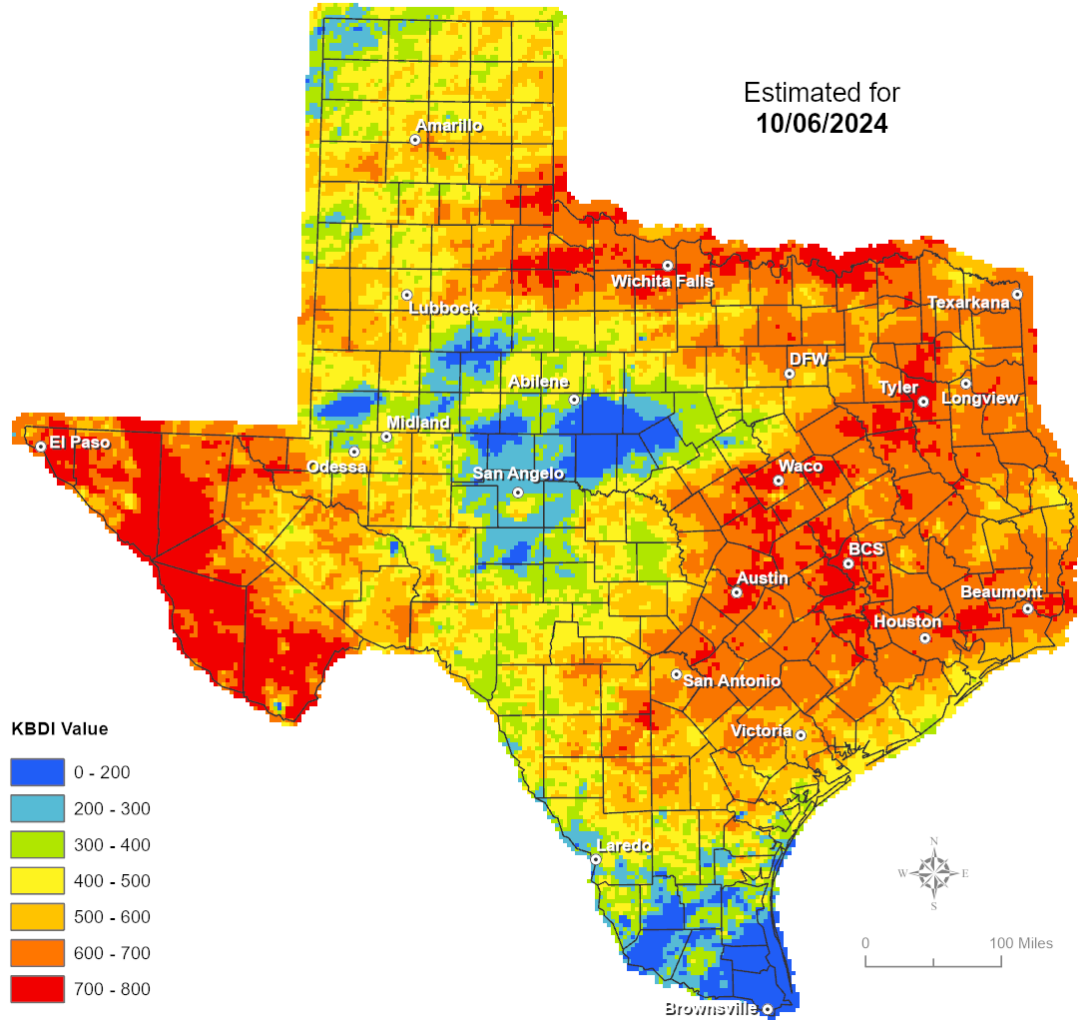 Estimated for
10/06/2024
Amarillo
Wichita Falls
Lubbock
Texarkana
DFW
Abilene
Tyler
Longview
Midland
El Paso
Odessa
San Angelo
Waco
BCS
Austin
Beaumont
Houston
San Antonio
Victoria
Laredo
Brownsville
KBDI Value
0 - 200
200 - 300
300 - 400
400 - 500
500 - 600
600 - 700
700 - 800
N
W
E
S
0
100 Miles